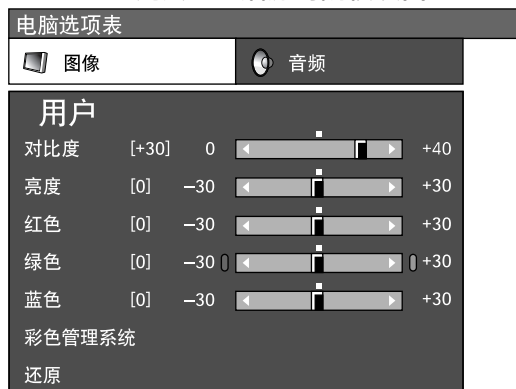 电脑选项表
图像 音频
用户
对比度 [+30] 0 +40
亮度 [0] −30 +30
红色 [0] −30 +30
绿色 [0] −30 +30
蓝色 [0] −30 +30
彩色管理系统
还原